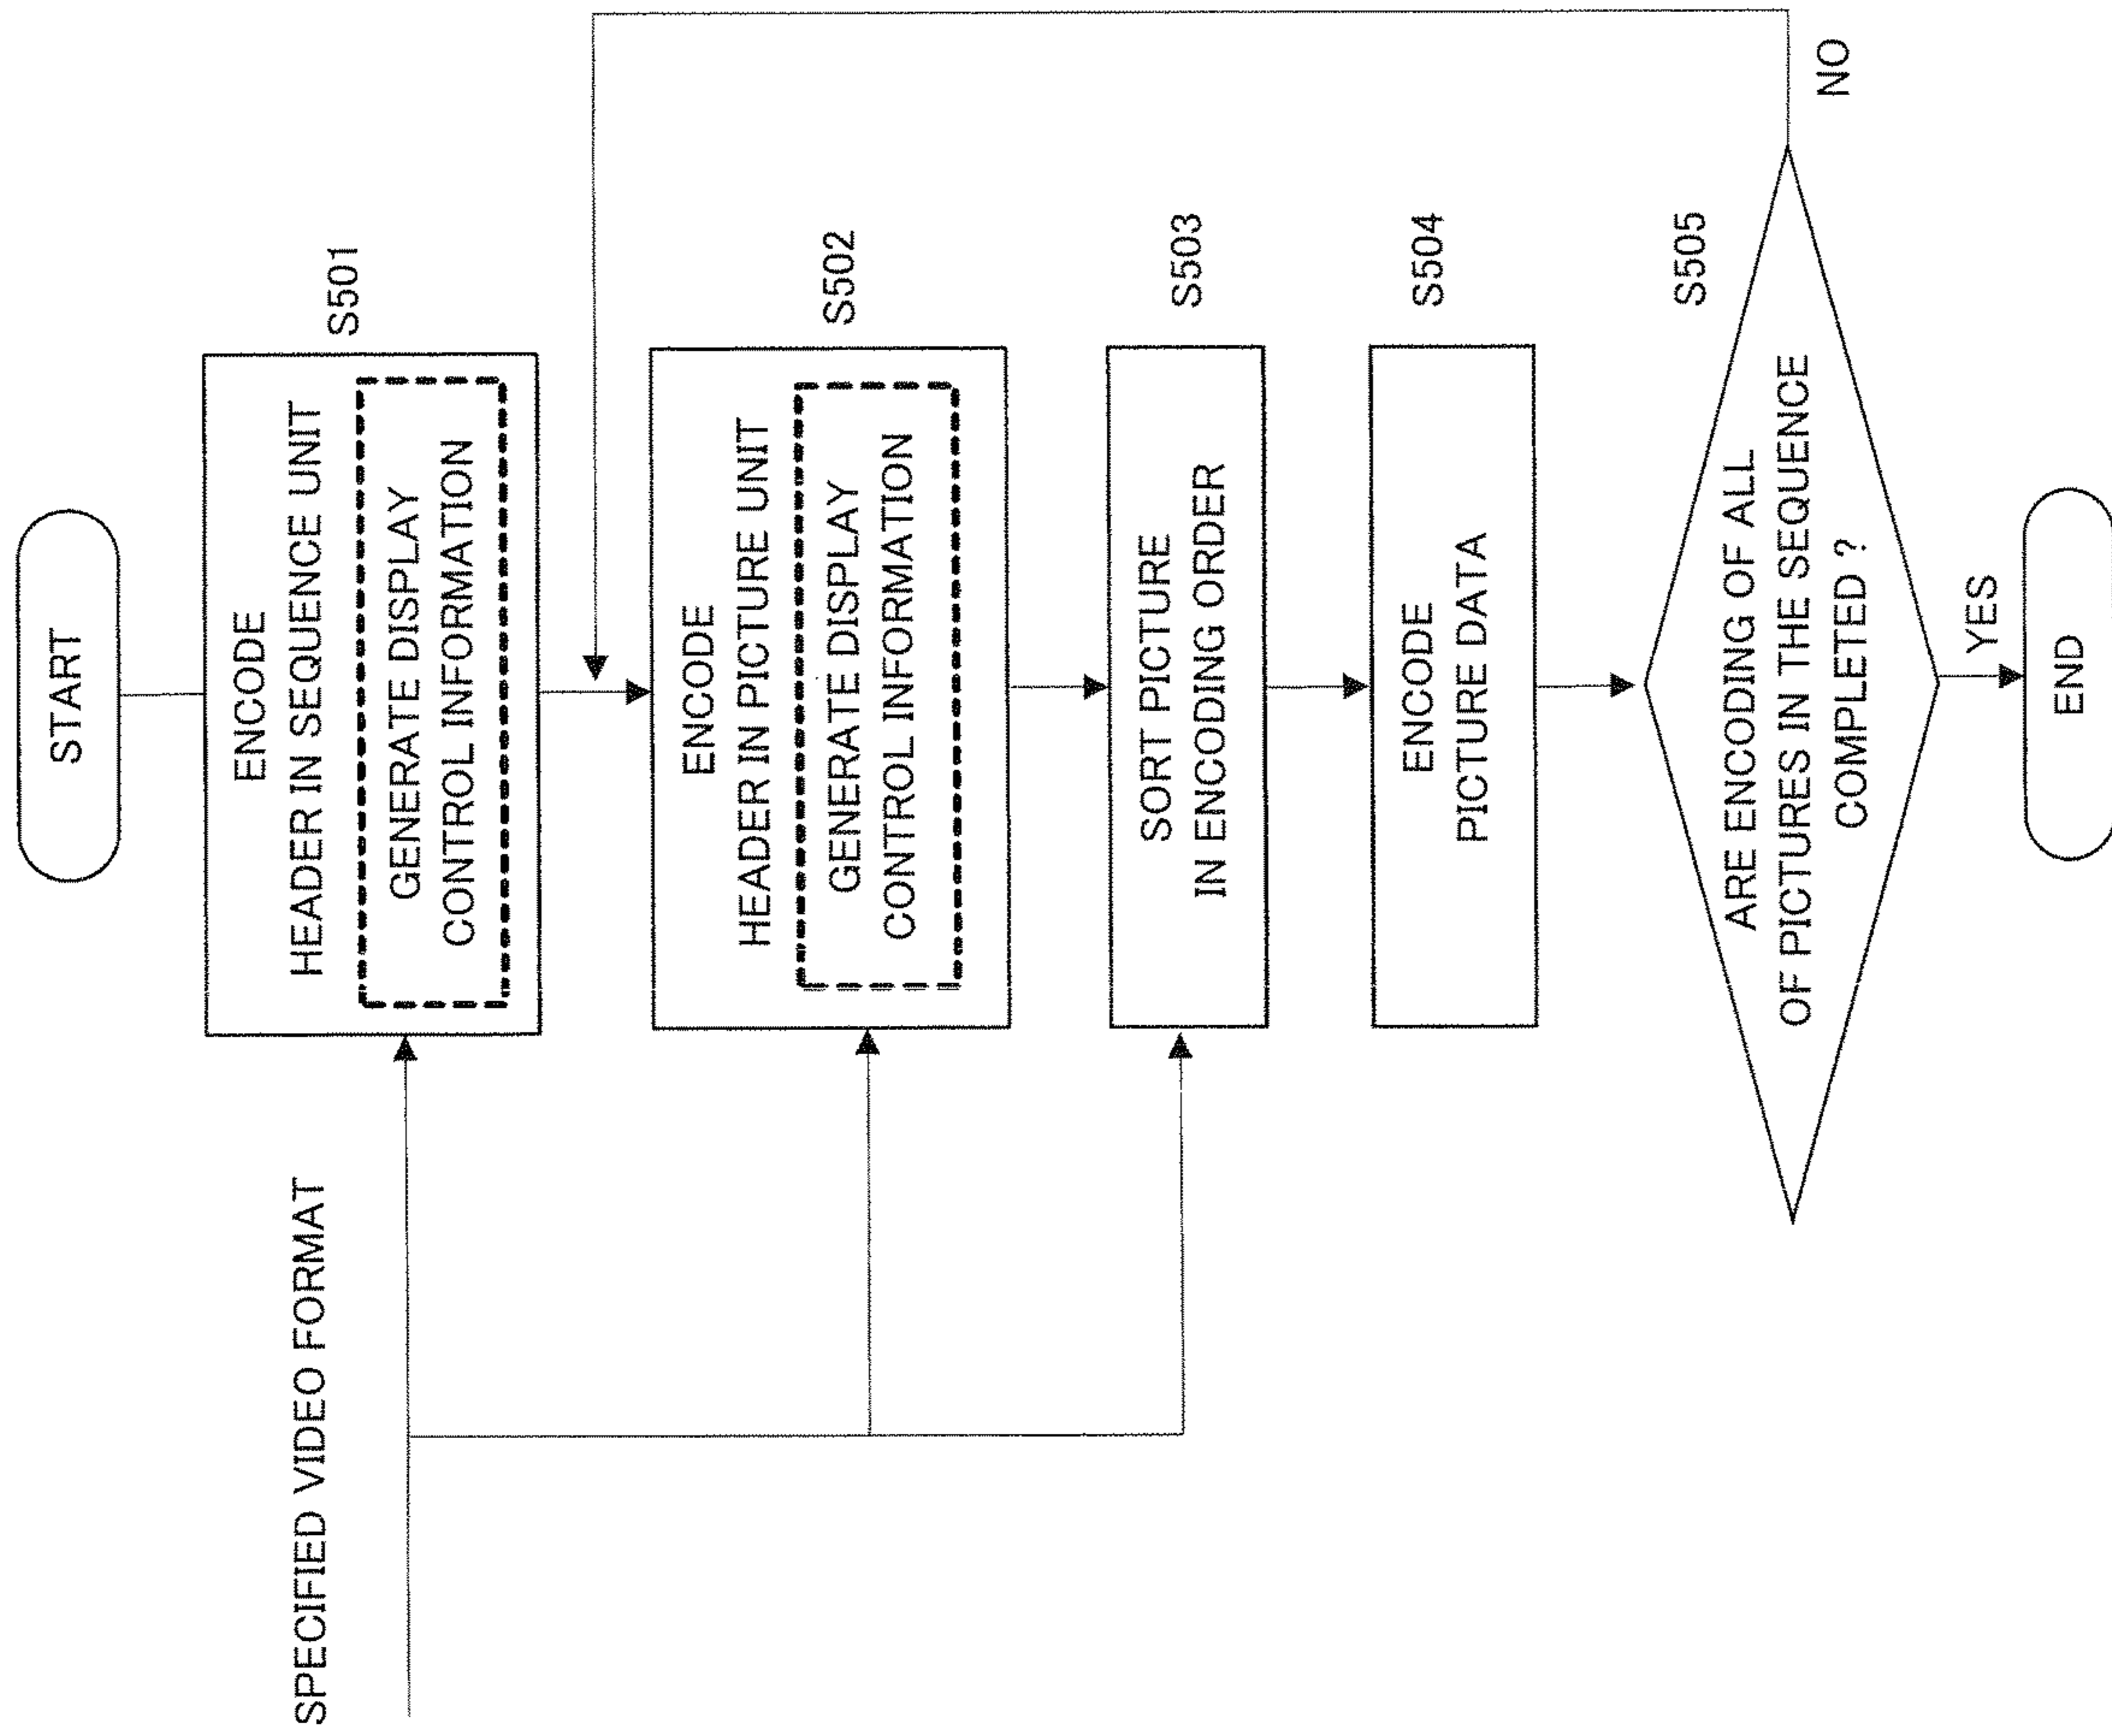 START
SPECIFIED VIDEO FORMAT
S501
ENCODE
HEADER IN SEQUENCE UNIT
GENERATE DISPLAY
CONTROL INFORMATION
S502
ENCODE
HEADER IN PICTURE UNIT
GENERATE DISPLAY
CONTROL INFORMATION
S503
SORT PICTURE
IN ENCODING ORDER
S504
ENCODE
PICTURE DATA
S505
ARE ENCODING OF ALL
OF PICTURES IN THE SEQUENCE
COMPLETED ?
NO
YES
END